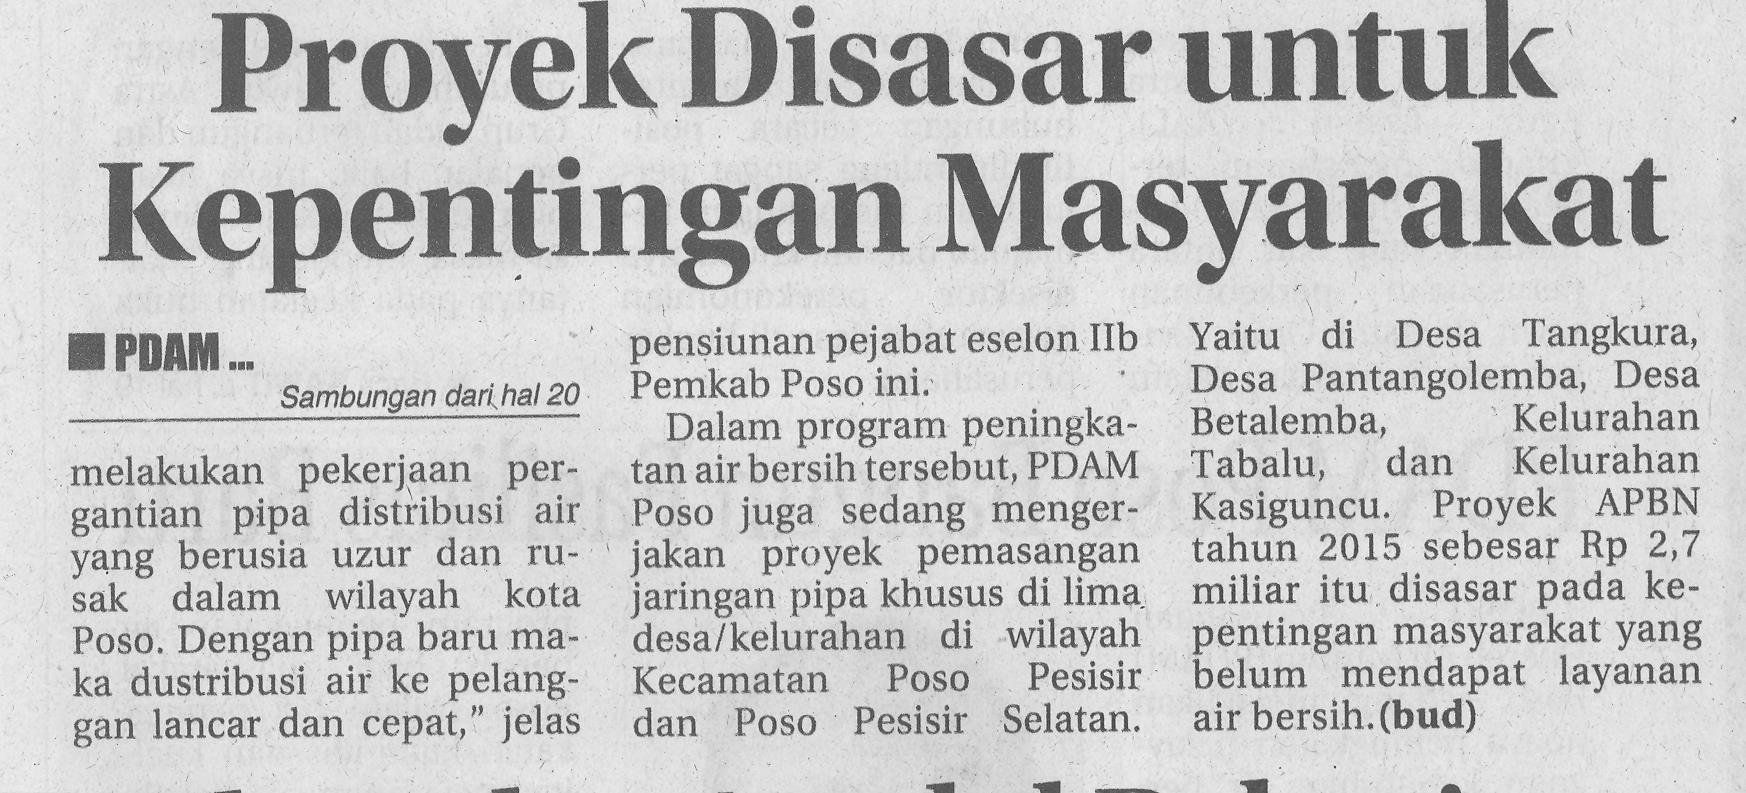 Proyek Disasar untuk
Kepentingan Masyarakat
PDAM ...
Sambungan dari hal 20
melakukan pekerjaan per-
gantian pipa distribusi air
yang berusia uzur dan ru-
sak dalam wilayah kota
Poso. Dengan pipa baru ma-
ka dustribusi air ke pelang-
gan lancar dan cepat,” jelas
pensiunan pejabat eselon IIb
Pemkab Poso ini.
Dalam program peningka-
tan air bersih tersebut, PDAM
Poso juga sedang menger-
jakan proyek pemasangan
jaringan pipa khusus di lima
desa/kelurahan di wilayah
Kecamatan Poso Pesisir
dan Poso Pesisir Selatan.
Yaitu di Desa Tangkura,
Desa Pantangolemba, Desa
Betalemba, Kelurahan
Tabalu, dan Kelurahan
Kasiguncu. Proyek APBN
tahun 2015 sebesar Rp 2,7
miliar itu disasar pada ke-
pentingan masyarakat yang
belum mendapat layanan
air bersih.(bud)